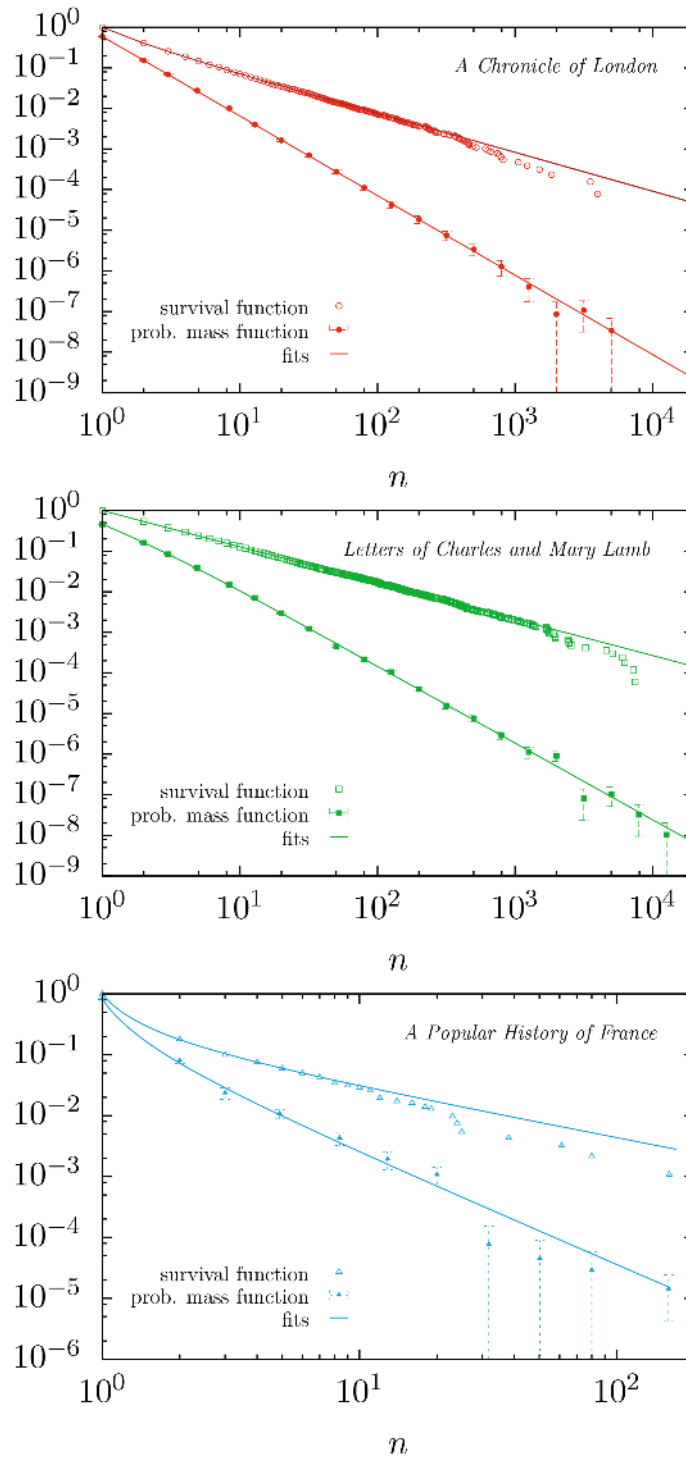 10^0
A Chronicle of London
10^-1
10^-2
10^-3
10^-4
10^-5
10^-6
10^-7
survival function
prob. mass function
10^-8
fits
10^-9
10^0 10^1 10^2 10^3 10^4
n
10^0
Letters of Charles and Mary Lamb
10^-1
10^-2
10^-3
10^-4
10^-5
10^-6
10^-7
survival function
prob. mass function
10^-8
fits
10^-9
10^0 10^1 10^2 10^3 10^4
n
10^0
A Popular History of France
10^-1
10^-2
10^-3
10^-4
survival function
10^-5
prob. mass function
fits
10^-6
10^0 10^1 10^2
n